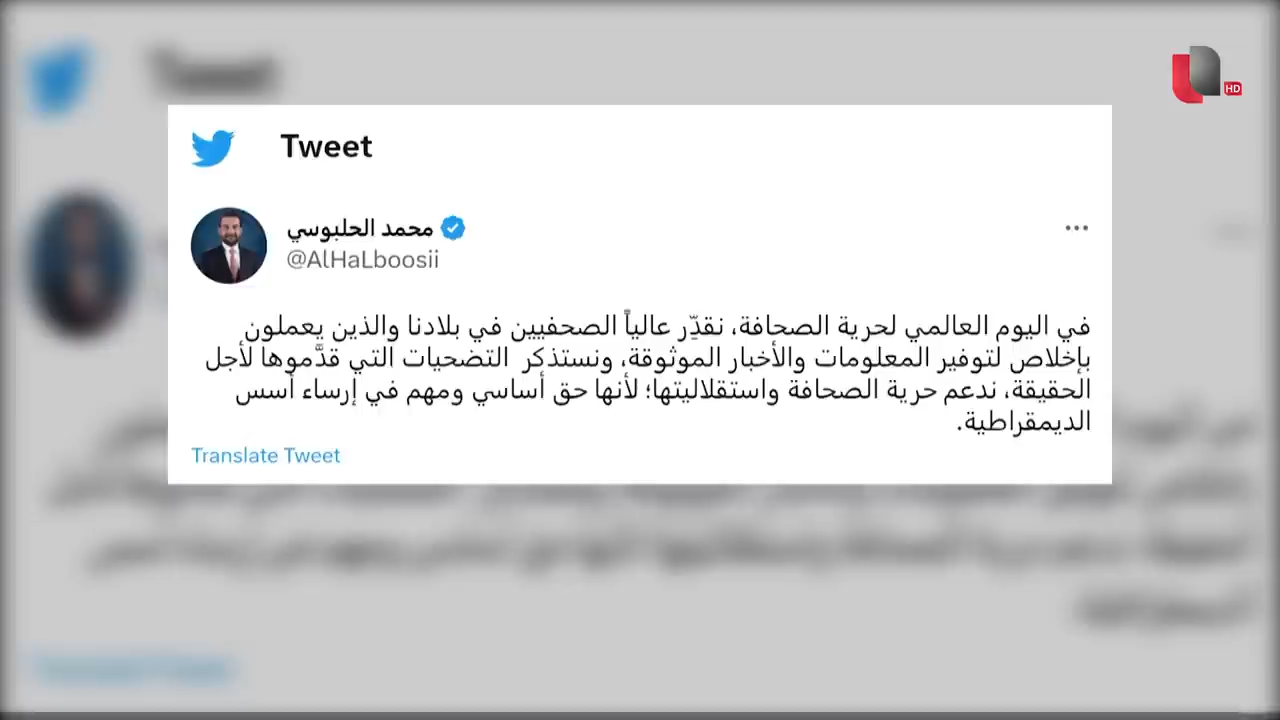 HD
Tweet
محمد الحلبوسي
@AlHaLboosii
في اليوم العالمي لحرية الصحافة، نقدِّر عالياً الصحفيين في بلادنا والذين يعملون
بإخلاص لتوفير المعلومات والأخبار الموثوقة، ونستذكر التضحيات التي قدَّموها لأجل
الحقيقة، ندعم حرية الصحافة واستقلاليتها؛ لأنها حق أساسي ومهم في إرساء أسس
الديمقراطية.
Translate Tweet